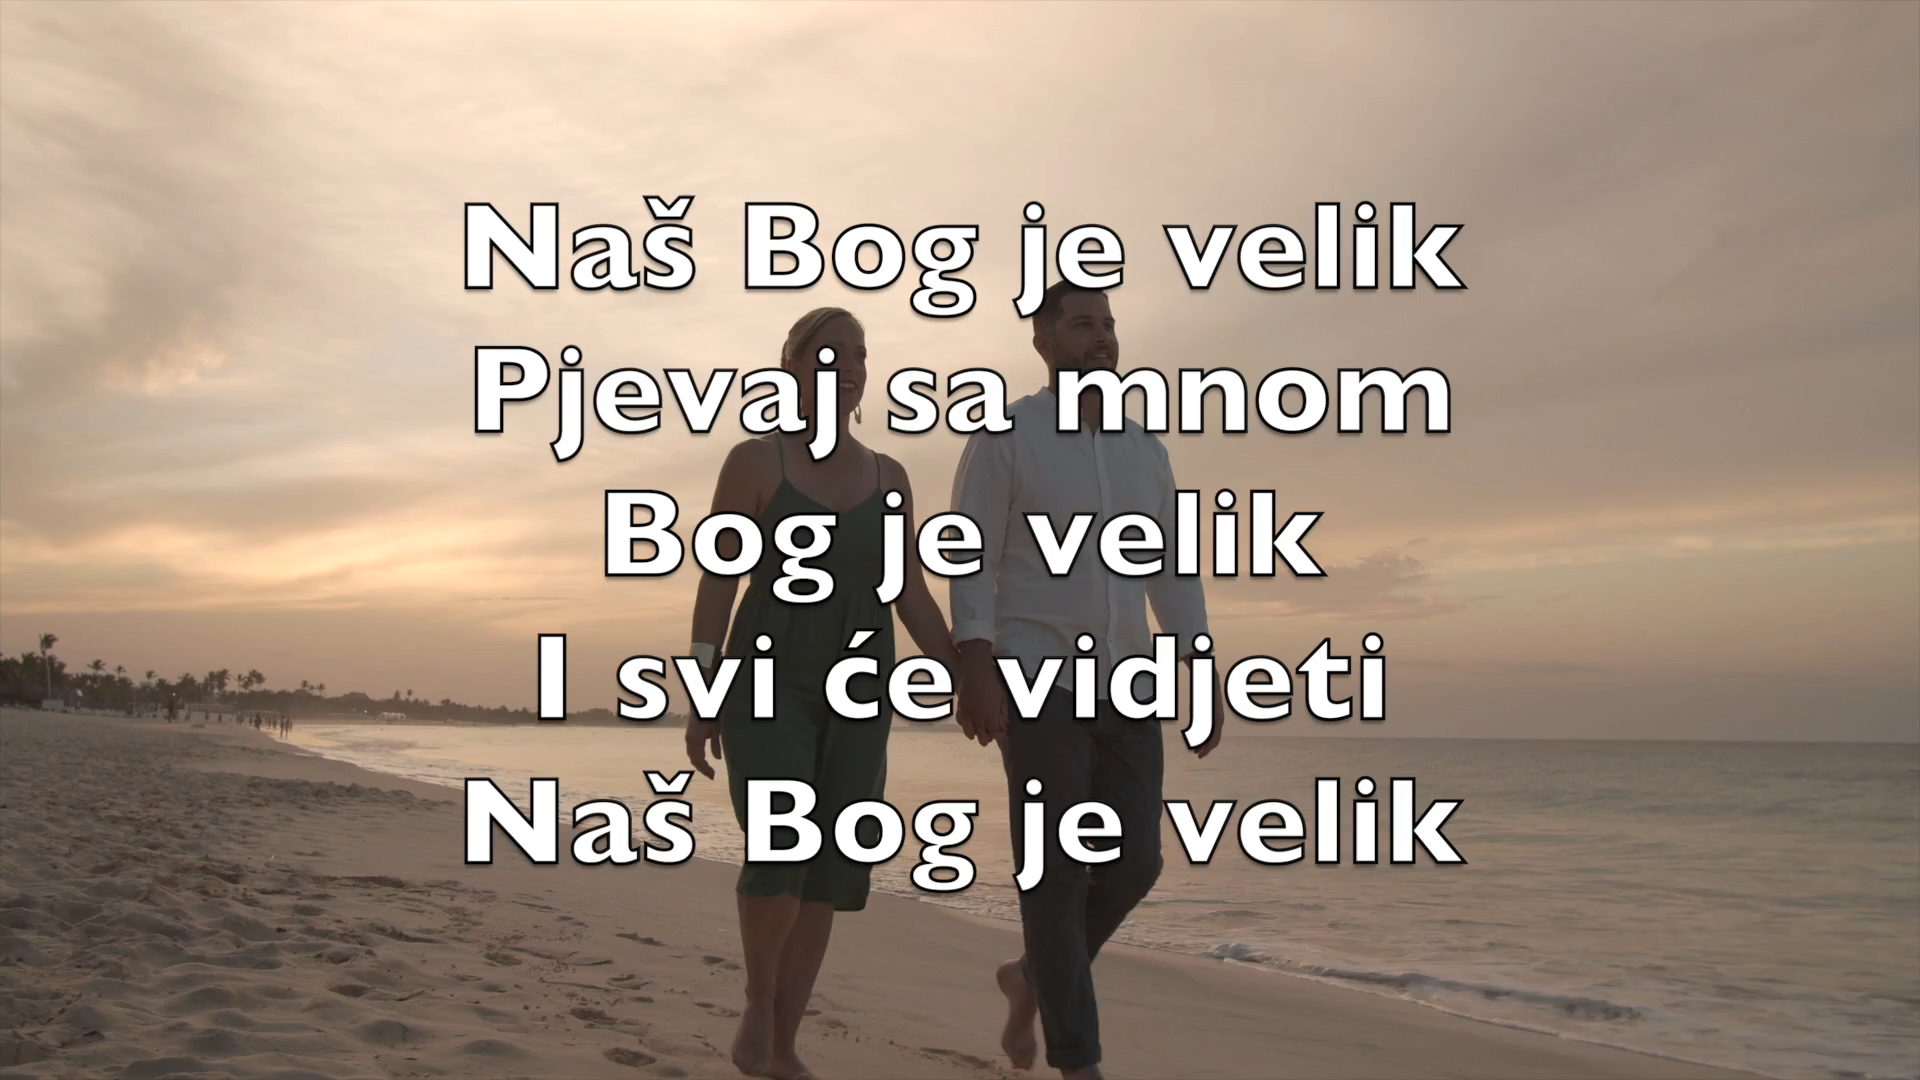 Naš Bog je velik
Pjevaj sa mnom
Bog je velik
I svi će vidjeti
Naš Bog je velik